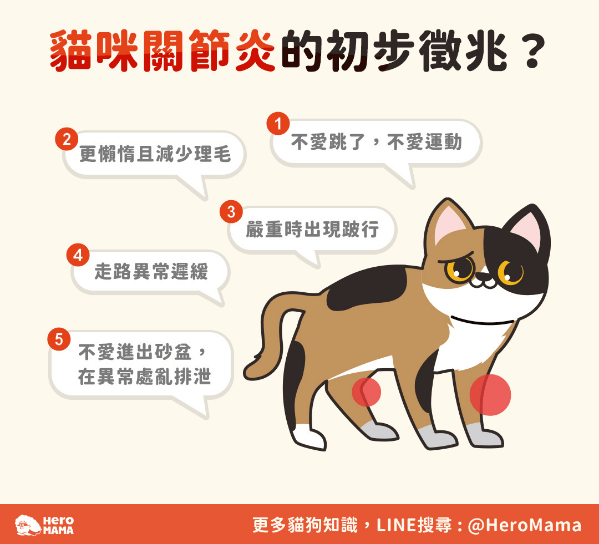 貓咪關節炎的初步徵兆？
1 不愛跳了，不愛運動
2 更懶惰且減少理毛
3 嚴重時出現跛行
4 走路異常遲緩
5 不愛進出砂盆，
在異常處亂排泄
Hero
MAMA
更多貓狗知識，LINE搜尋：@HeroMama